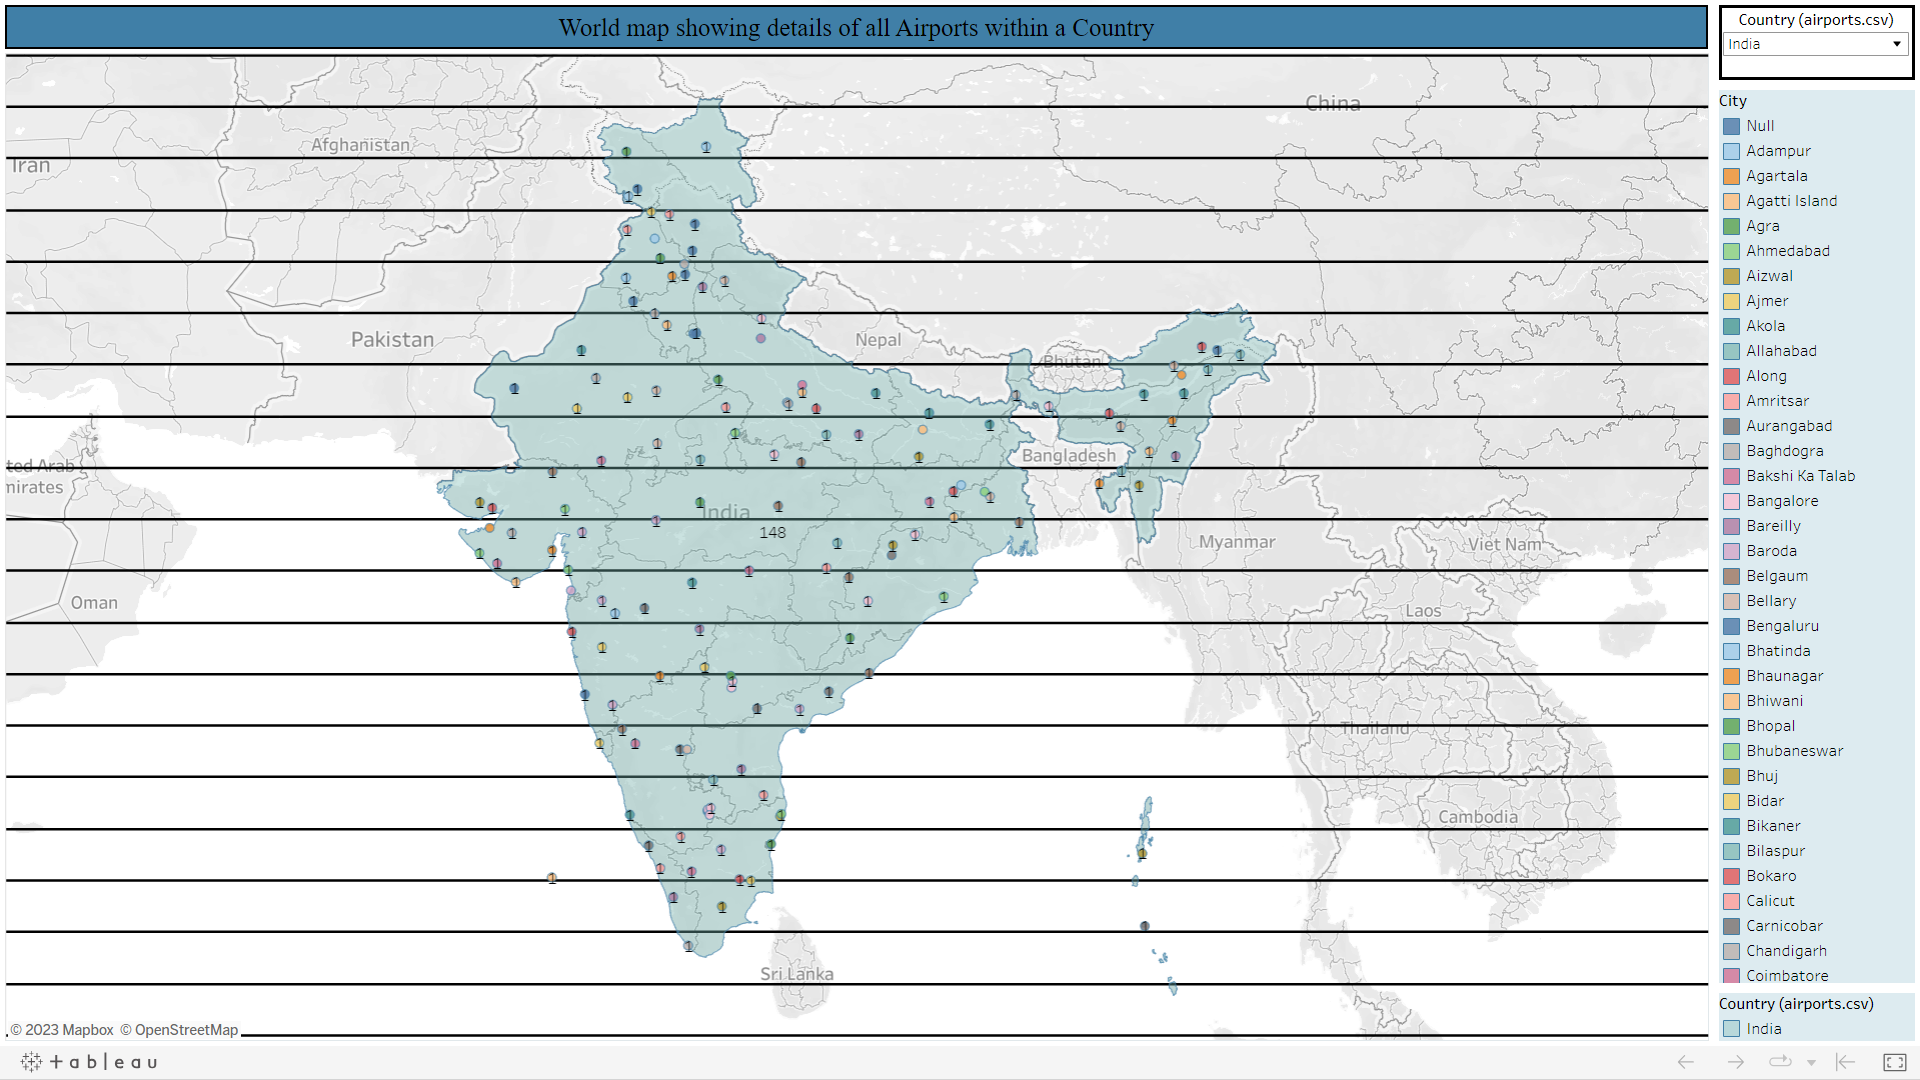 World map showing details of all Airports within a Country
Country (airports.csv)
India
City
Null
Adampur
Agartala
Agatti Island
Agra
Ahmedabad
Aizwal
Ajmer
Akola
Allahabad
Along
Amritsar
Aurangabad
Baghdogra
Bakshi Ka Talab
Bangalore
Bareilly
Baroda
Belgaum
Bellary
Bengaluru
Bhatinda
Bhaunagar
Bhiwani
Bhopal
Bhubaneswar
Bhuj
Bidar
Bikaner
Bilaspur
Bokaro
Calicut
Carnicobar
Chandigarh
Coimbatore
Country (airports.csv)
India
China
Afghanistan
Iran
Pakistan
Nepal
Bhutan
ted Arab
mirates
Bangladesh
India
148
Myanmar
Viet Nam
Oman
Laos
Thailand
Cambodia
Sri Lanka
© 2023 Mapbox © OpenStreetMap
+ a b l e a u